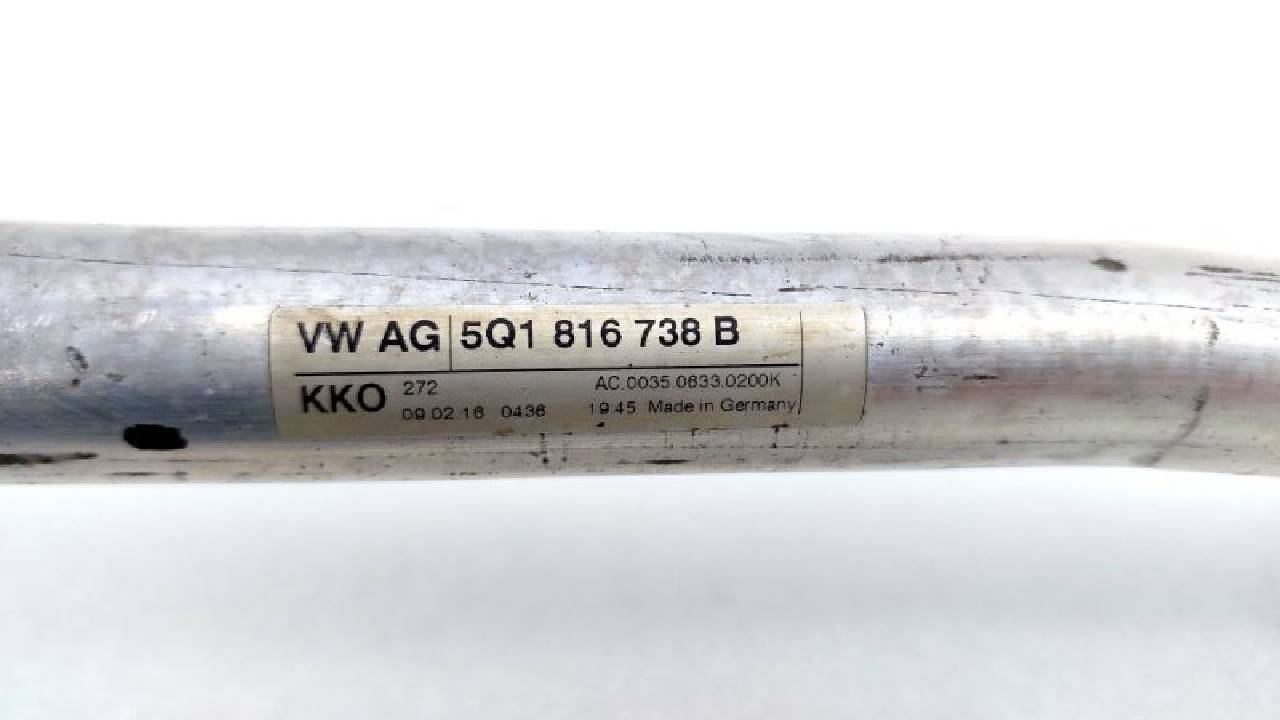 VW AG 5Q1 816 738 B
KKO 272 AC.0035.0633.0200K
09.02.16 0436 19:45 Made in Germany